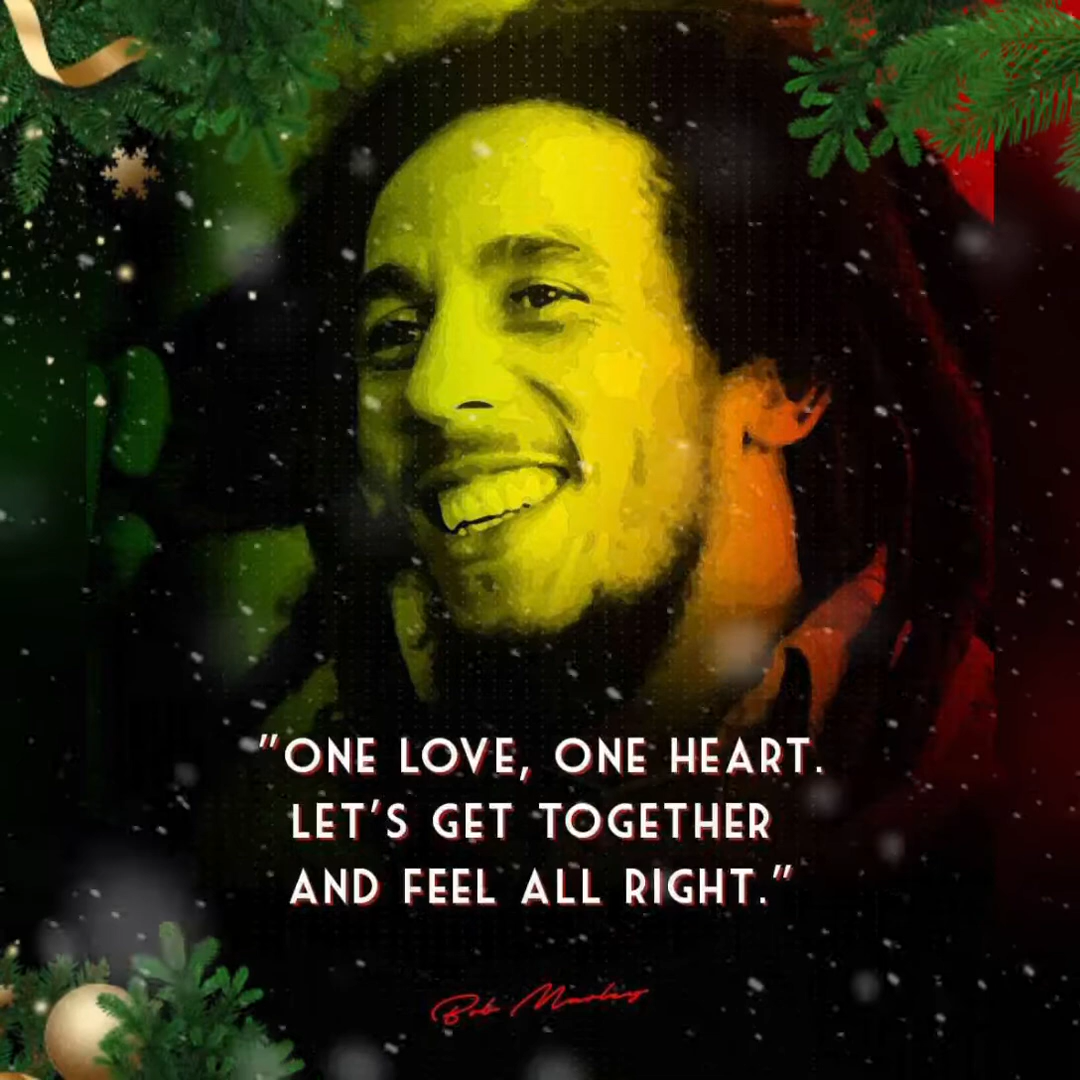 "ONE LOVE, ONE HEART.
LET'S GET TOGETHER
AND FEEL ALL RIGHT."
Bob Marley